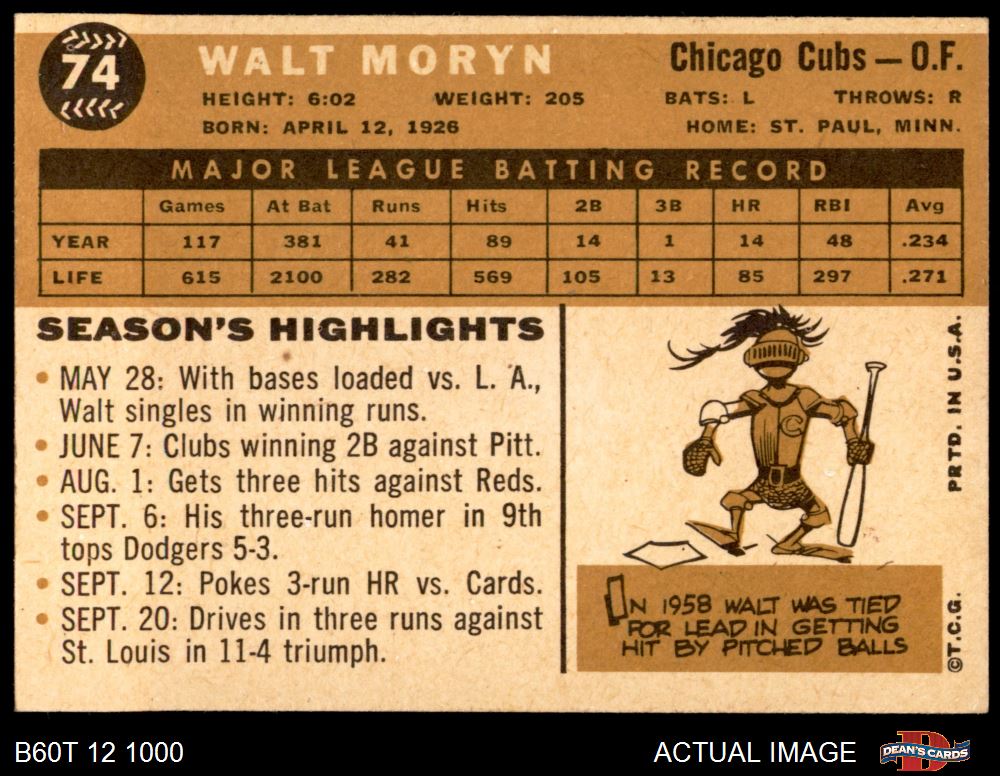 74
WALT MORYN
Chicago Cubs — O.F.
HEIGHT: 6:02 WEIGHT: 205 BATS: L THROWS: R
BORN: APRIL 12, 1926 HOME: ST. PAUL, MINN.
MAJOR LEAGUE BATTING RECORD
Games At Bat Runs Hits 2B 3B HR RBI Avg
YEAR 117 381 41 89 14 1 14 48 .234
LIFE 615 2100 282 569 105 13 85 297 .271
SEASON'S HIGHLIGHTS
• MAY 28: With bases loaded vs. L. A.,
Walt singles in winning runs.
• JUNE 7: Clubs winning 2B against Pitt.
• AUG. 1: Gets three hits against Reds.
• SEPT. 6: His three-run homer in 9th
tops Dodgers 5-3.
• SEPT. 12: Pokes 3-run HR vs. Cards.
• SEPT. 20: Drives in three runs against
St. Louis in 11-4 triumph.
C
IN 1958 WALT WAS TIED
FOR LEAD IN GETTING
HIT BY PITCHED BALLS
PRTD. IN U.S.A.
©T.C.G.
B60T 12 1000
ACTUAL IMAGE
D
DEAN'S CARDS